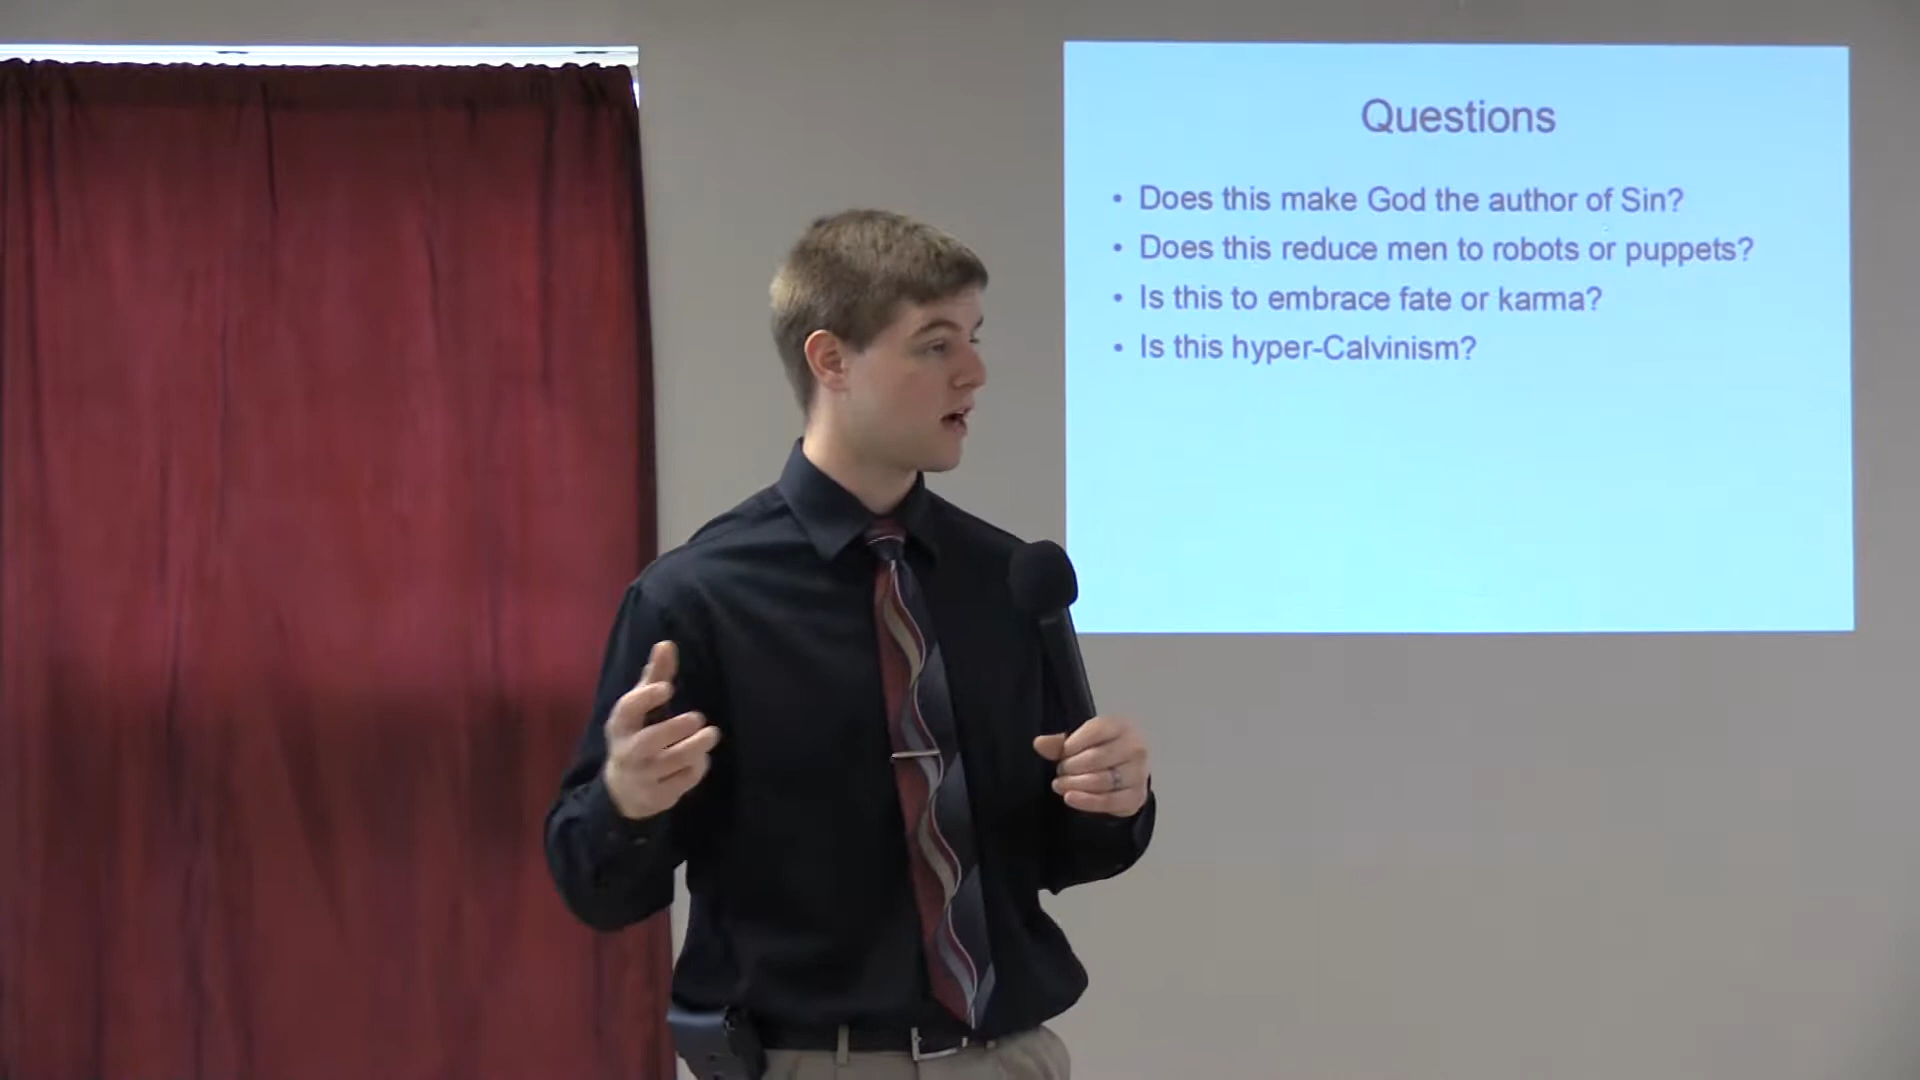 Questions
• Does this make God the author of Sin?
• Does this reduce men to robots or puppets?
• Is this to embrace fate or karma?
• Is this hyper-Calvinism?